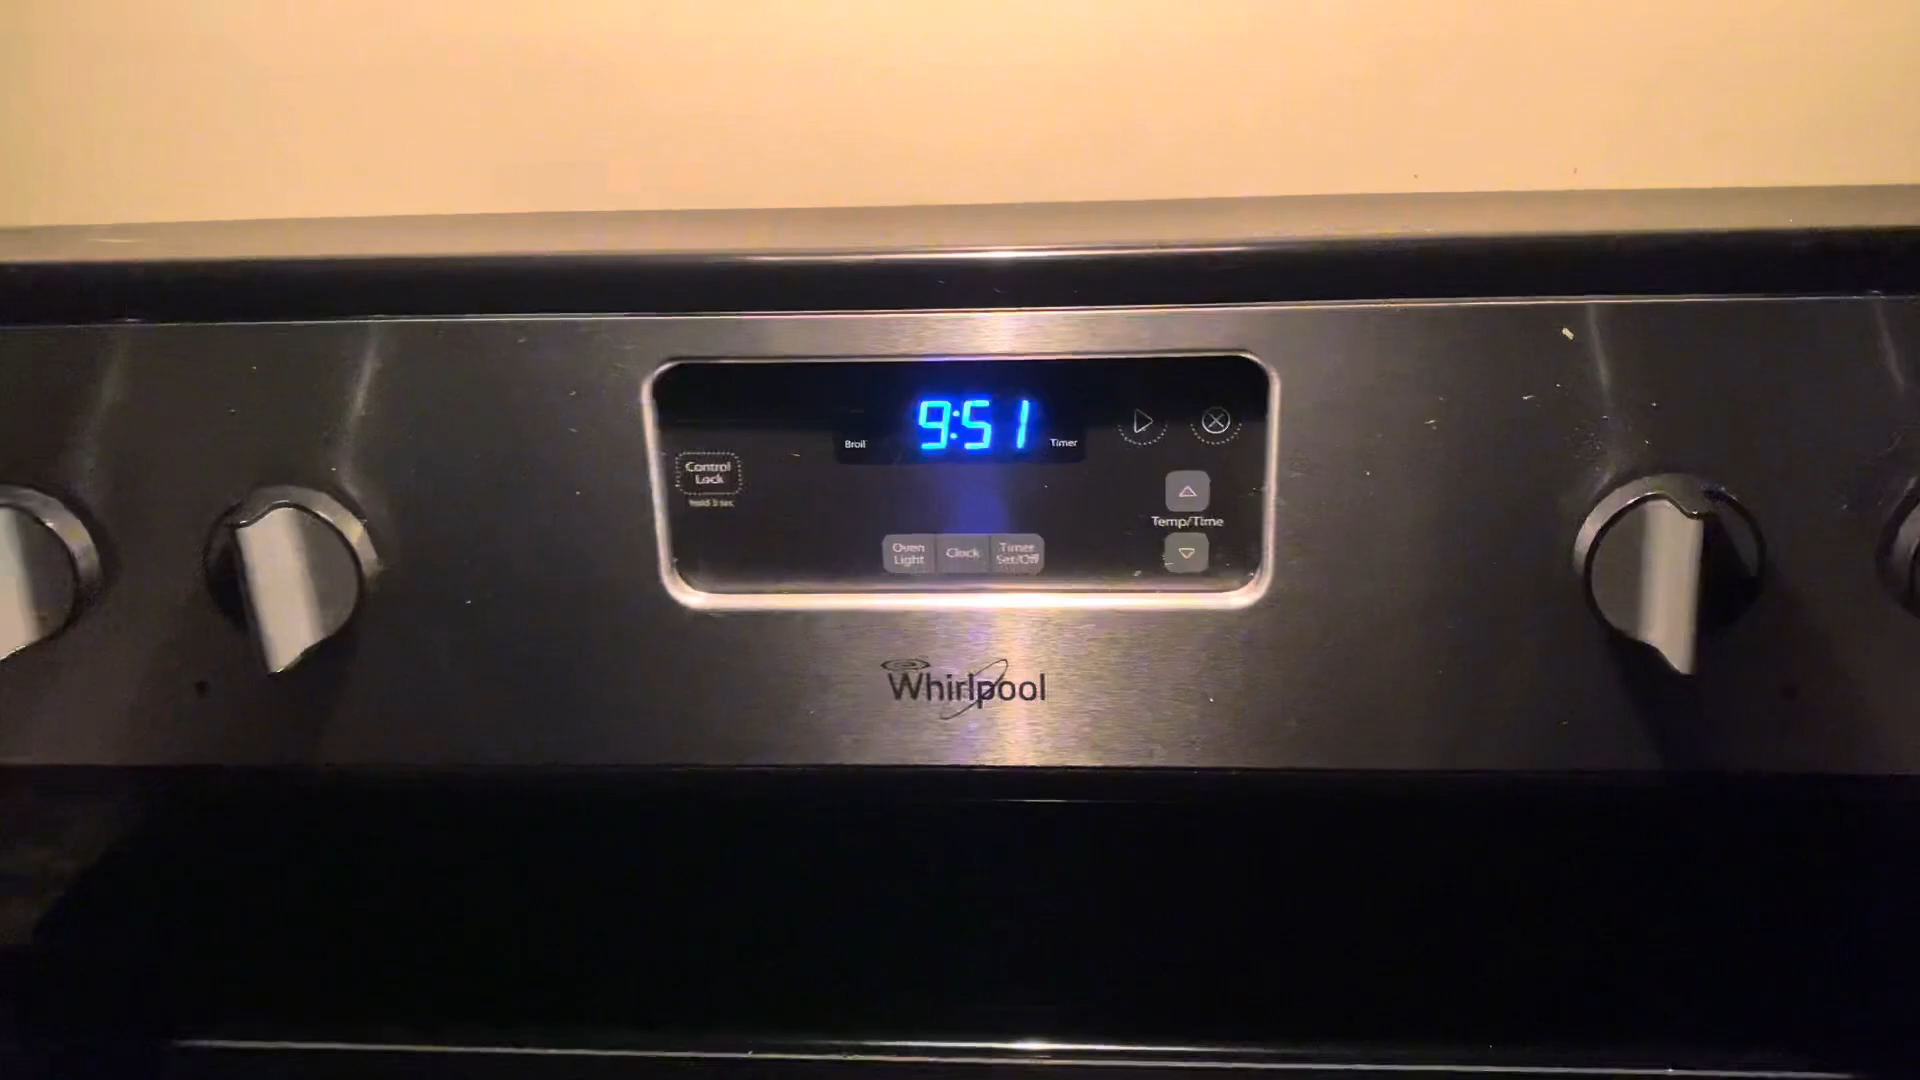 9:51
Broil
Timer
Control
Lock
hold 3 sec
Temp/Time
Oven
Light
Clock
Timer
Set/Off
Whirlpool